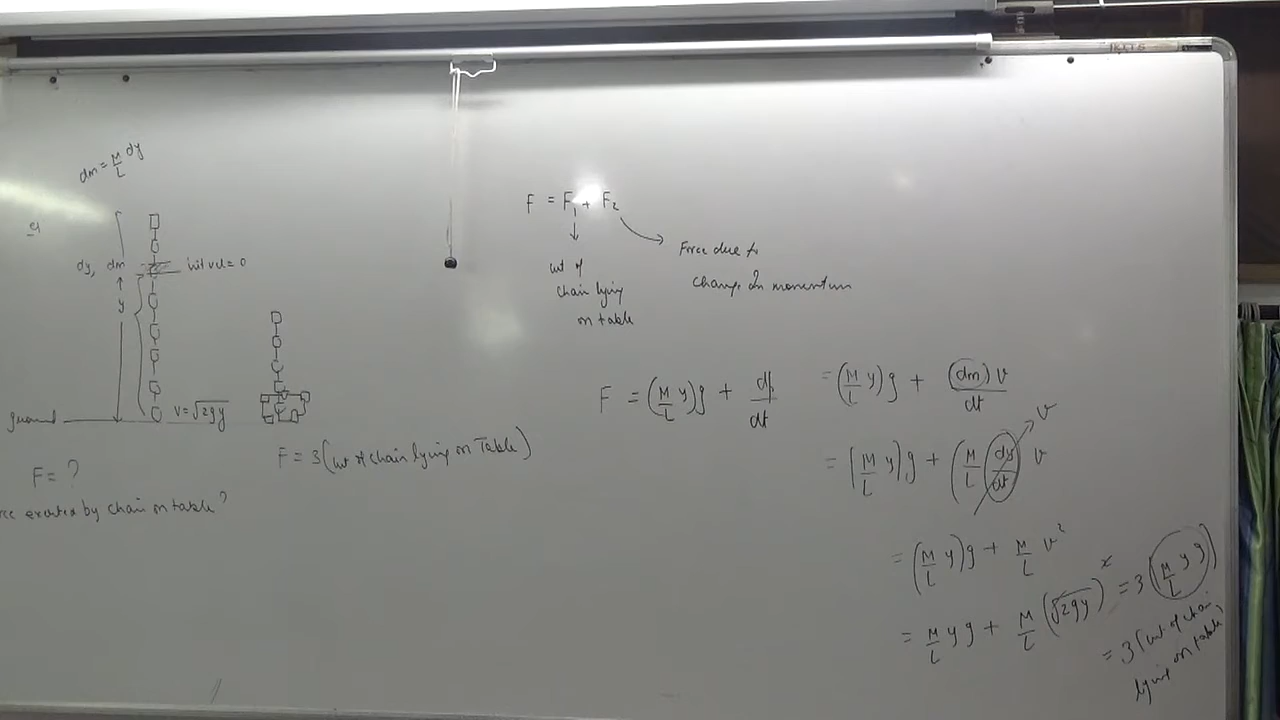 dm = M/L dy
eg
dy, dm
init vel = 0
y
ground
V = √2gy
F = ?
exerted by chain on table?
F = 3(wt of chain lying on Table)
F = F₁ + F₂
wt of
chain lying
on table
Force due to
change in momentum
F = (M/L y)g + dp/dt
= (M/L y)g + (dm)v/dt
= (M/L y)g + (M/L dy/dt) v
v
= (M/L y)g + M/L v²
= M/L y g + M/L (√2gy)² = 3(M/L y g)
= 3(wt of chain
lying on table)